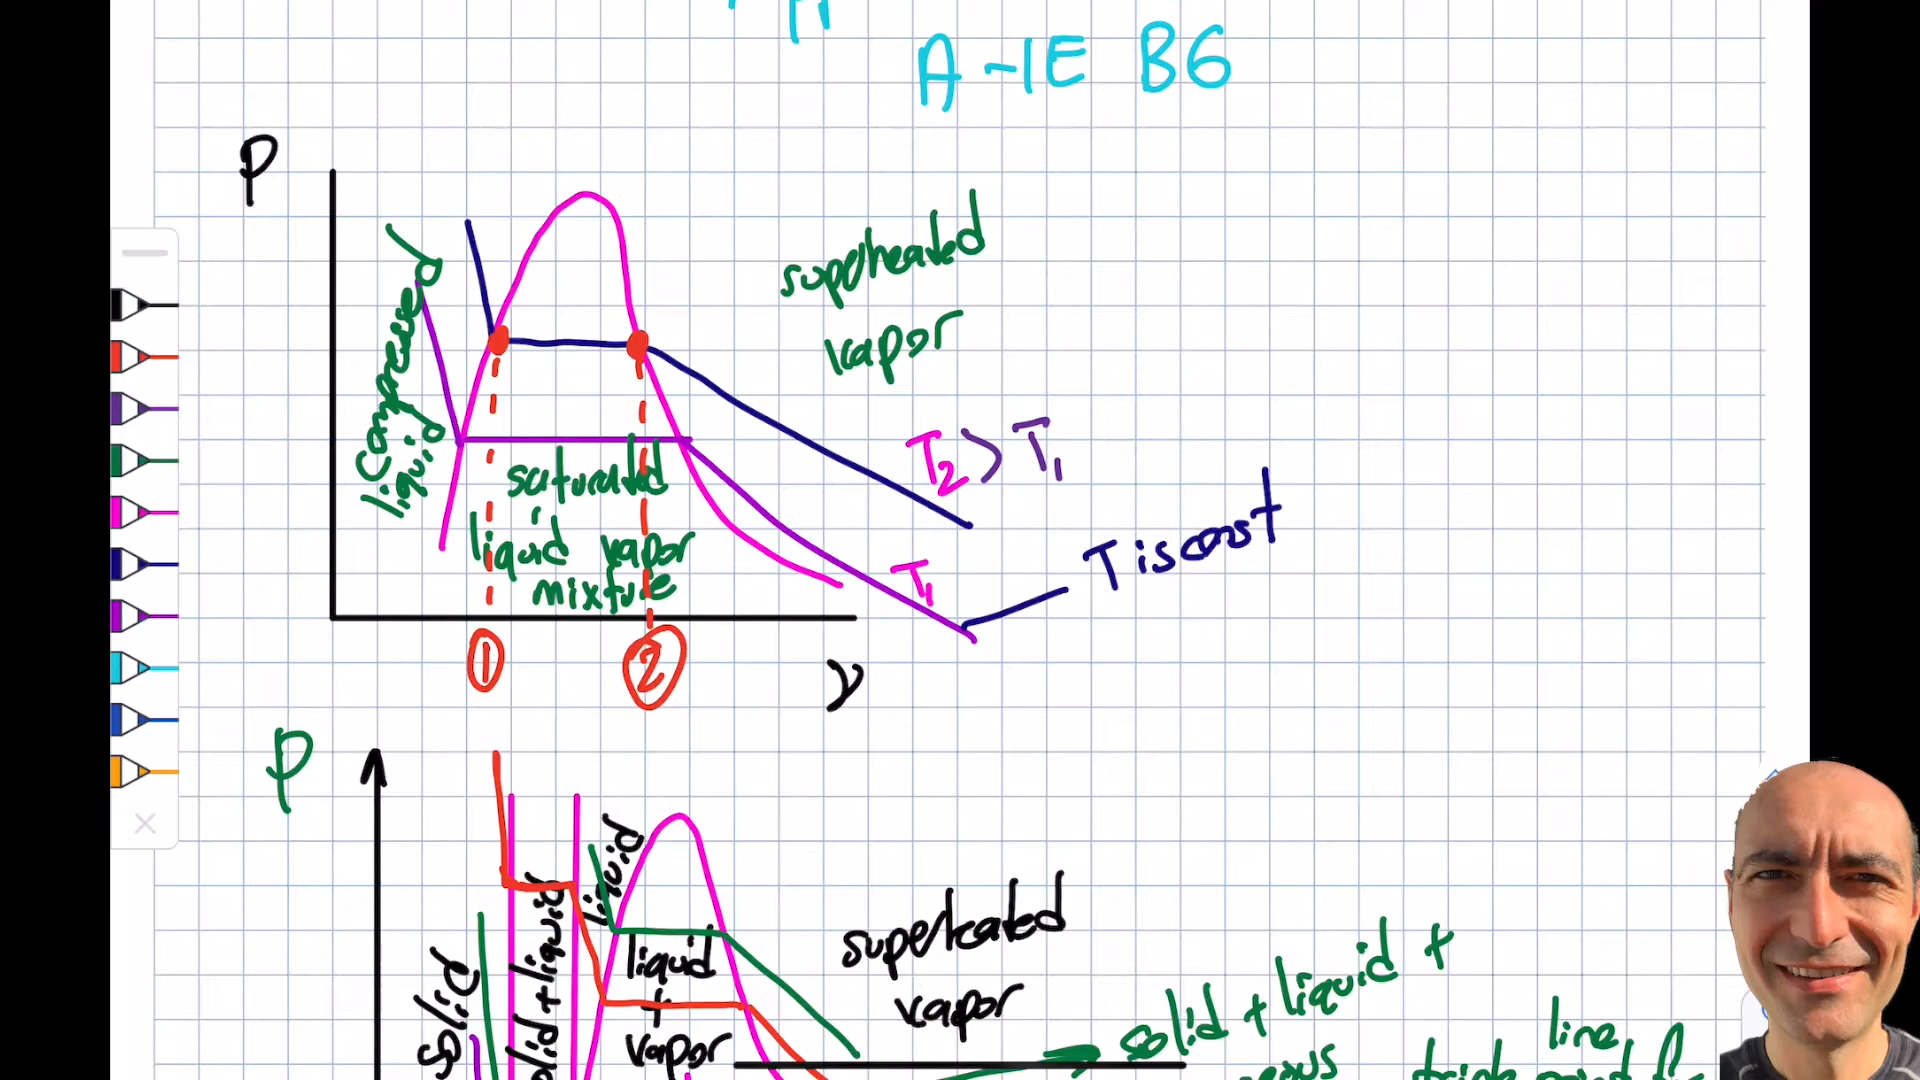 A-1E B6
P
superheated
vapor
Compressed
liquid
T2 > T1
saturated
liquid vapor
mixture
T1
T is const
1
2
ν
P
liquid
solid + liquid
solid
liquid
+
vapor
superheated
vapor
solid + liquid +
line